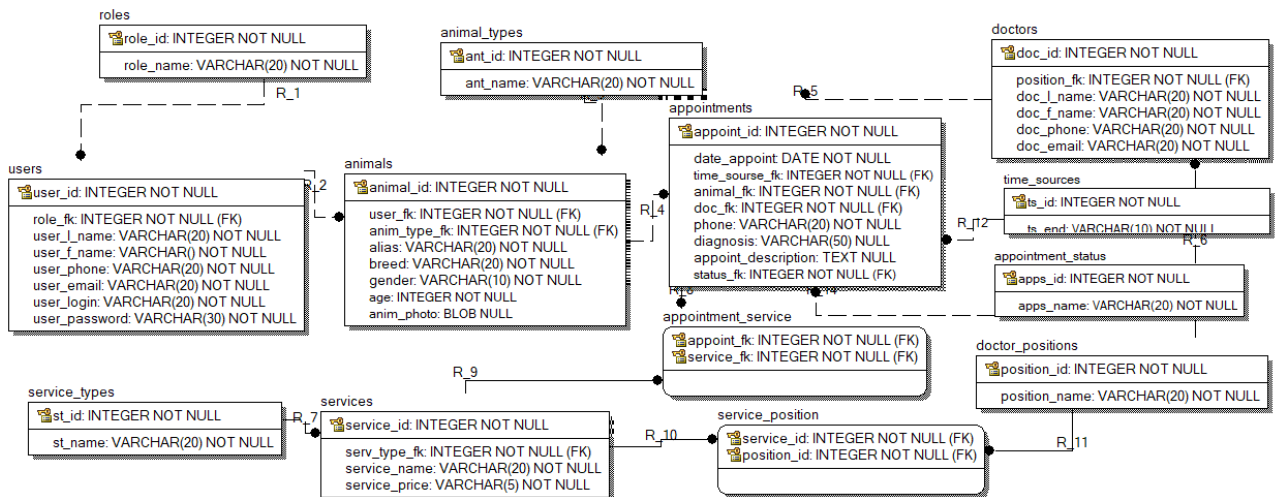 roles
role_id: INTEGER NOT NULL
role_name: VARCHAR(20) NOT NULL
R_1
animal_types
ant_id: INTEGER NOT NULL
ant_name: VARCHAR(20) NOT NULL
doctors
doc_id: INTEGER NOT NULL
position_fk: INTEGER NOT NULL (FK)
doc_l_name: VARCHAR(20) NOT NULL
doc_f_name: VARCHAR(20) NOT NULL
doc_phone: VARCHAR(20) NOT NULL
doc_email: VARCHAR(20) NOT NULL
R_5
appointments
appoint_id: INTEGER NOT NULL
date_appoint: DATE NOT NULL
time_sourse_fk: INTEGER NOT NULL (FK)
animal_fk: INTEGER NOT NULL (FK)
doc_fk: INTEGER NOT NULL (FK)
phone: VARCHAR(20) NOT NULL
diagnosis: VARCHAR(50) NULL
appoint_description: TEXT NULL
status_fk: INTEGER NOT NULL (FK)
users
user_id: INTEGER NOT NULL
role_fk: INTEGER NOT NULL (FK)
user_l_name: VARCHAR(20) NOT NULL
user_f_name: VARCHAR() NOT NULL
user_phone: VARCHAR(20) NOT NULL
user_email: VARCHAR(20) NOT NULL
user_login: VARCHAR(20) NOT NULL
user_password: VARCHAR(30) NOT NULL
R_2
animals
animal_id: INTEGER NOT NULL
user_fk: INTEGER NOT NULL (FK)
anim_type_fk: INTEGER NOT NULL (FK)
alias: VARCHAR(20) NOT NULL
breed: VARCHAR(20) NOT NULL
gender: VARCHAR(10) NOT NULL
age: INTEGER NOT NULL
anim_photo: BLOB NULL
R_4
time_sources
ts_id: INTEGER NOT NULL
ts_end: VARCHAR(10) NOT NULL
R_12
R_6
appointment_status
apps_id: INTEGER NOT NULL
apps_name: VARCHAR(20) NOT NULL
R_8
R_14
appointment_service
appoint_fk: INTEGER NOT NULL (FK)
service_fk: INTEGER NOT NULL (FK)
doctor_positions
position_id: INTEGER NOT NULL
position_name: VARCHAR(20) NOT NULL
R_9
service_types
st_id: INTEGER NOT NULL
st_name: VARCHAR(20) NOT NULL
R_7
services
service_id: INTEGER NOT NULL
serv_type_fk: INTEGER NOT NULL (FK)
service_name: VARCHAR(20) NOT NULL
service_price: VARCHAR(5) NOT NULL
R_10
service_position
service_id: INTEGER NOT NULL (FK)
position_id: INTEGER NOT NULL (FK)
R_11